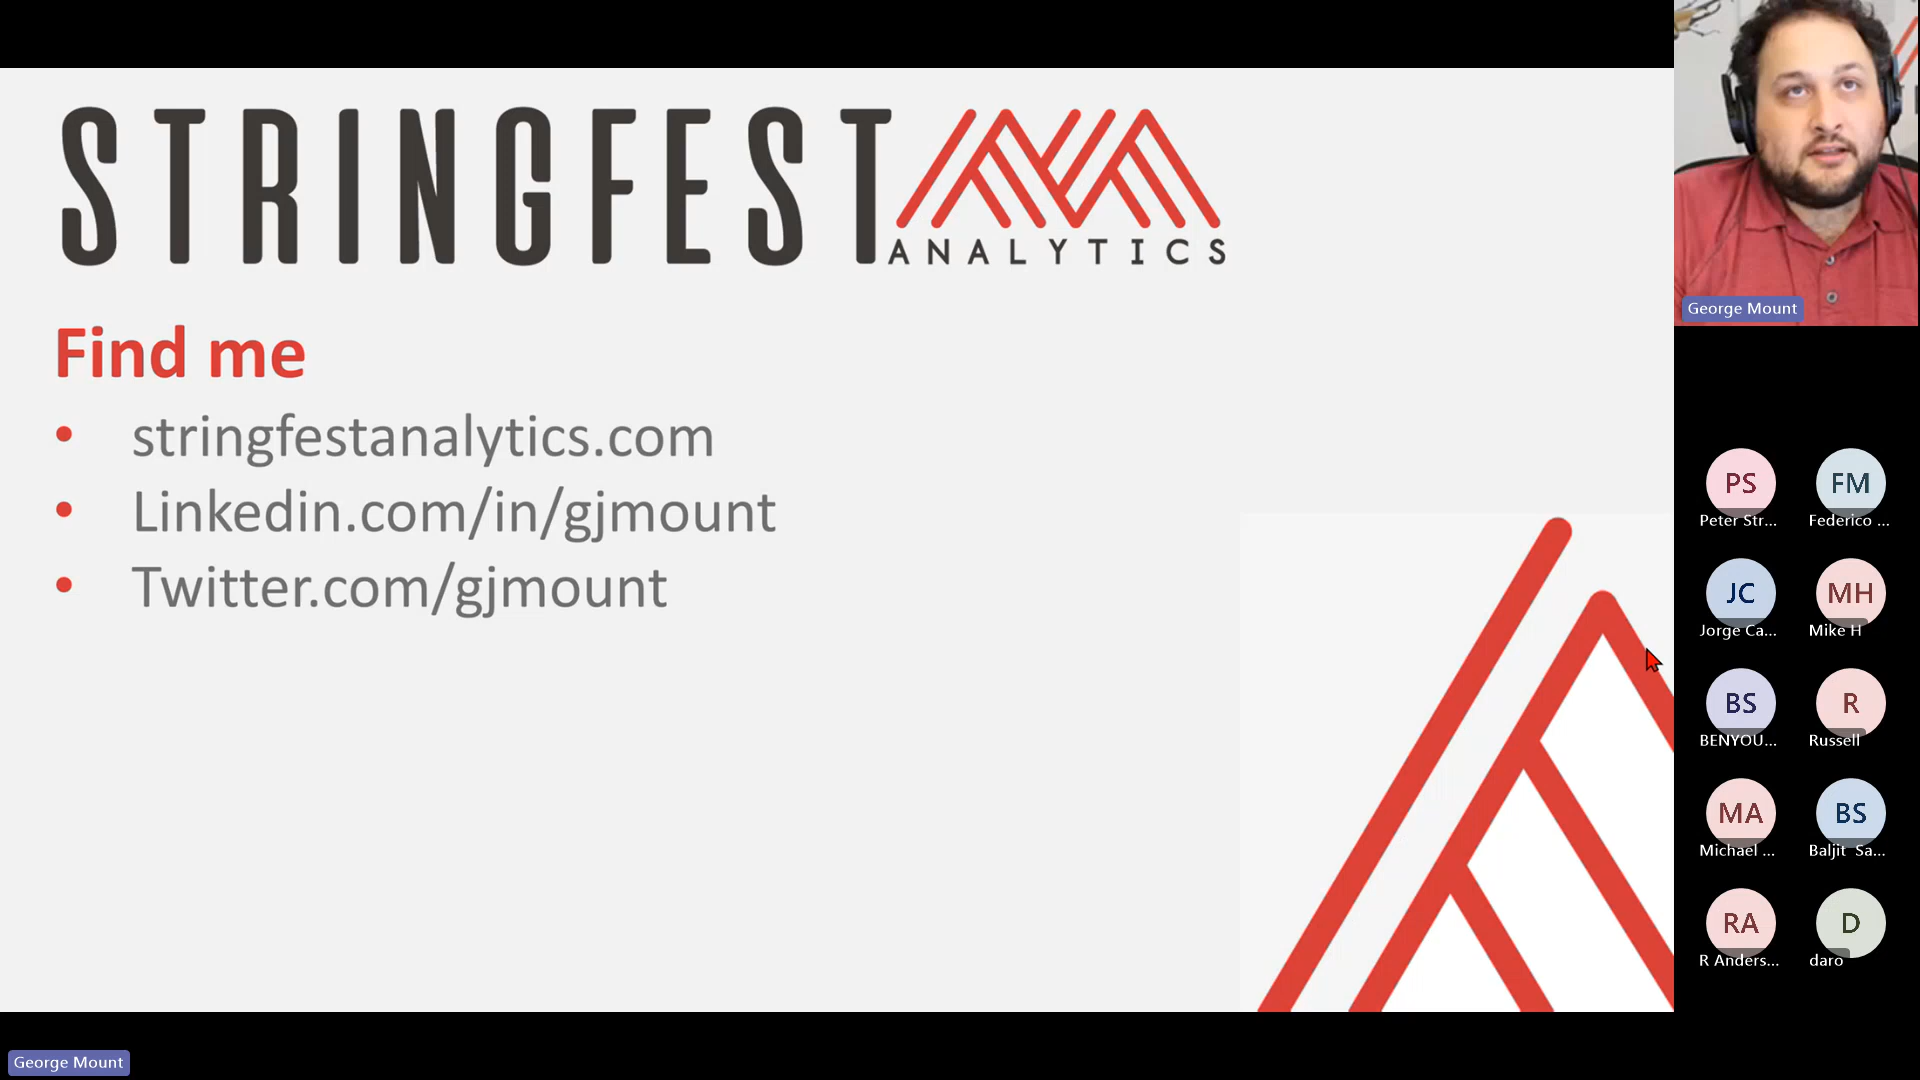 STRINGFEST
ANALYTICS
Find me
• stringfestanalytics.com
• Linkedin.com/in/gjmount
• Twitter.com/gjmount
George Mount
PS
Peter Str...
FM
Federico ...
JC
Jorge Ca...
MH
Mike H
BS
BENYOU...
R
Russell
MA
Michael ...
BS
Baljit Sa...
RA
R Anders...
D
daro
George Mount